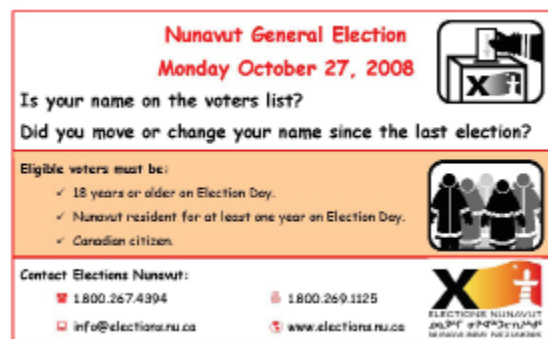 Nunavut General Election
Monday October 27, 2008
Is your name on the voters list?
Did you move or change your name since the last election?
Eligible voters must be:
✓ 18 years or older on Election Day.
✓ Nunavut resident for at least one year on Election Day.
✓ Canadian citizen.
Contact Elections Nunavut:
1.800.267.4394 1.800.269.1125
info@elections.nu.ca www.elections.nu.ca
ELECTIONS NUNAVUT